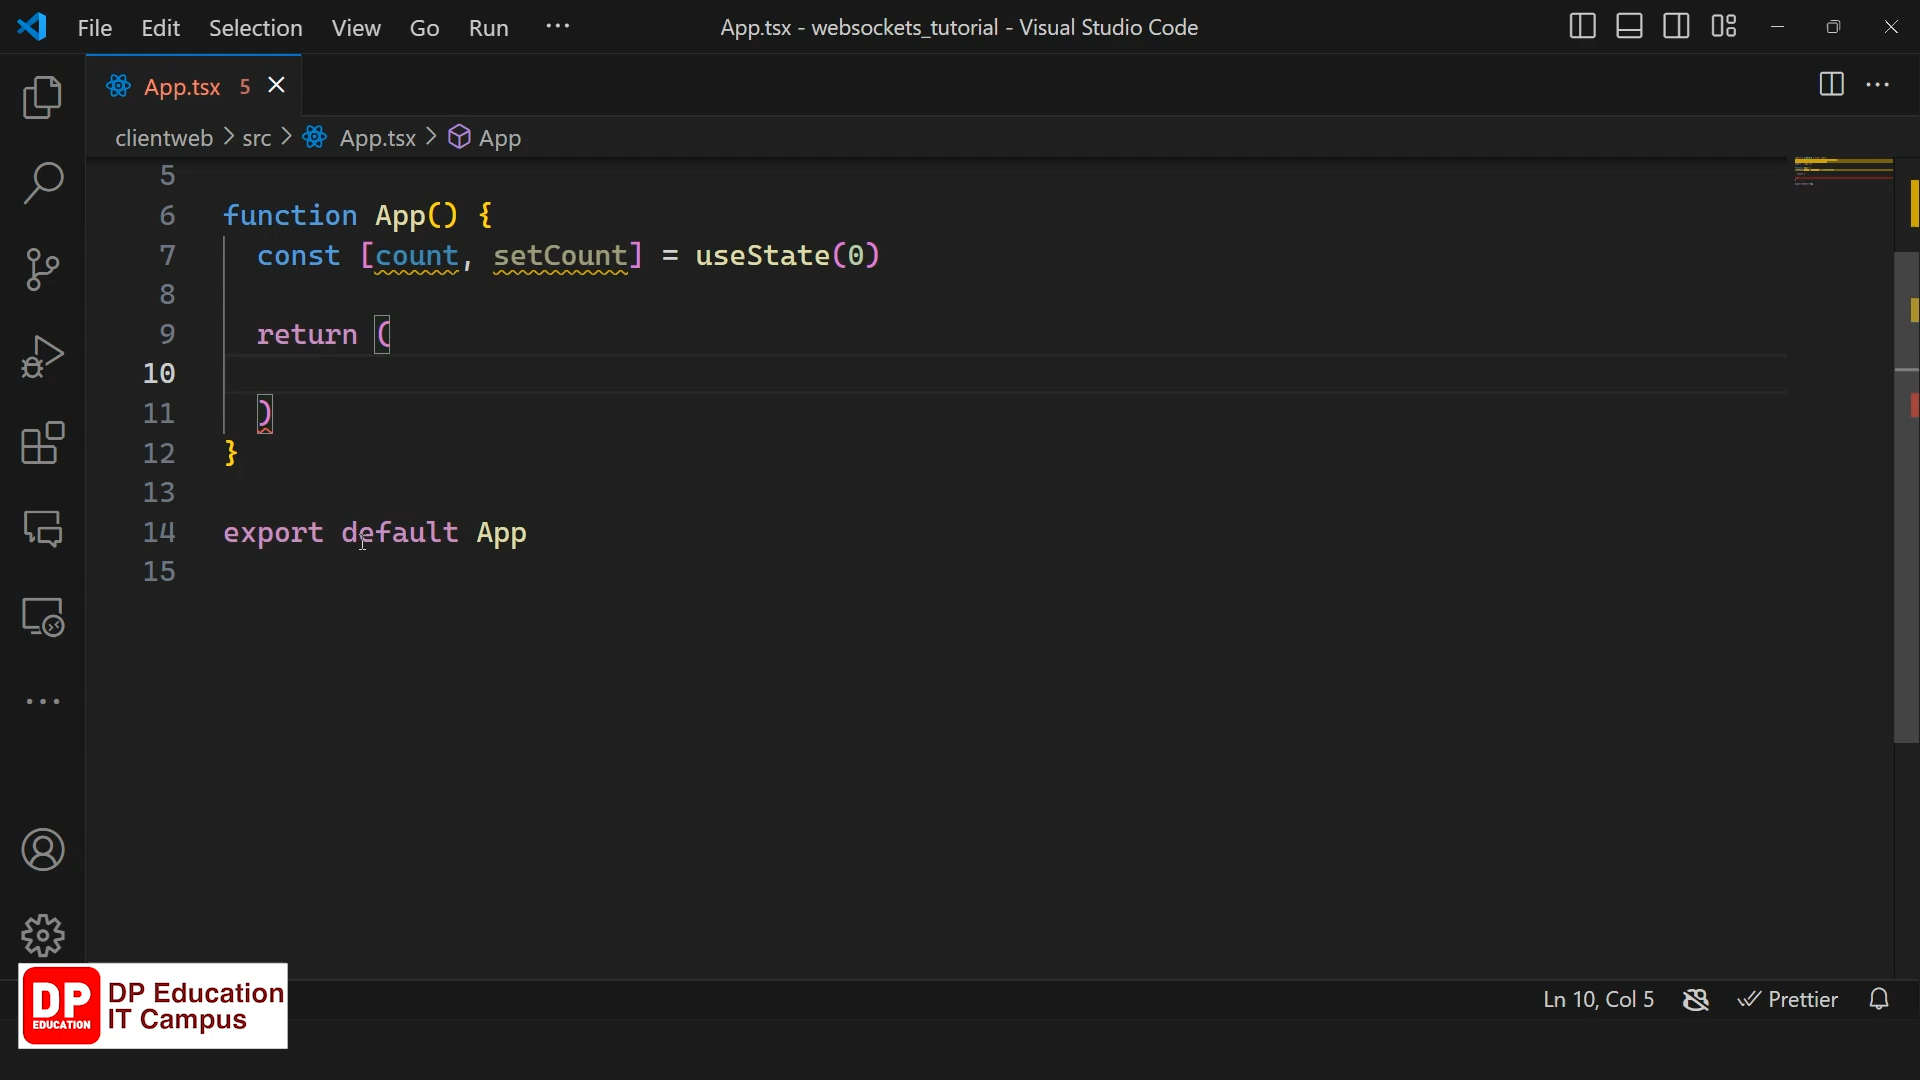 File Edit Selection View Go Run ···
App.tsx - websockets_tutorial - Visual Studio Code
App.tsx 5
clientweb > src > App.tsx > App
5
6 function App() {
7 const [count, setCount] = useState(0)
8
9 return (
10
11 )
12 }
13
14 export default App
15
DP EDUCATION
DP Education
IT Campus
Ln 10, Col 5 Prettier